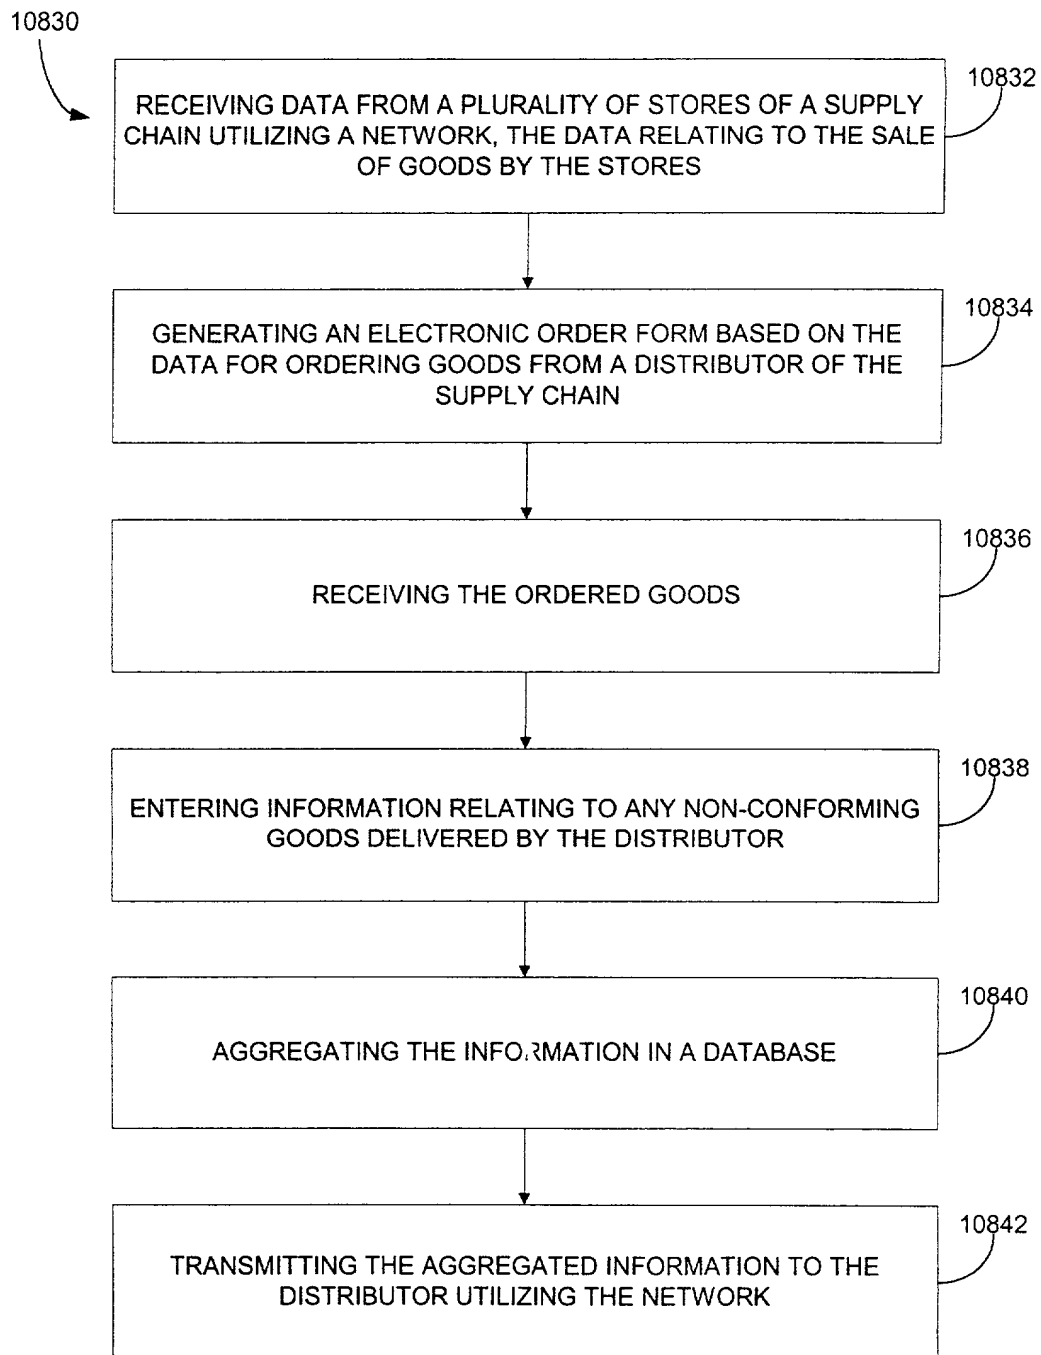 10830
10832
RECEIVING DATA FROM A PLURALITY OF STORES OF A SUPPLY
CHAIN UTILIZING A NETWORK, THE DATA RELATING TO THE SALE
OF GOODS BY THE STORES
10834
GENERATING AN ELECTRONIC ORDER FORM BASED ON THE
DATA FOR ORDERING GOODS FROM A DISTRIBUTOR OF THE
SUPPLY CHAIN
10836
RECEIVING THE ORDERED GOODS
10838
ENTERING INFORMATION RELATING TO ANY NON-CONFORMING
GOODS DELIVERED BY THE DISTRIBUTOR
10840
AGGREGATING THE INFORMATION IN A DATABASE
10842
TRANSMITTING THE AGGREGATED INFORMATION TO THE
DISTRIBUTOR UTILIZING THE NETWORK